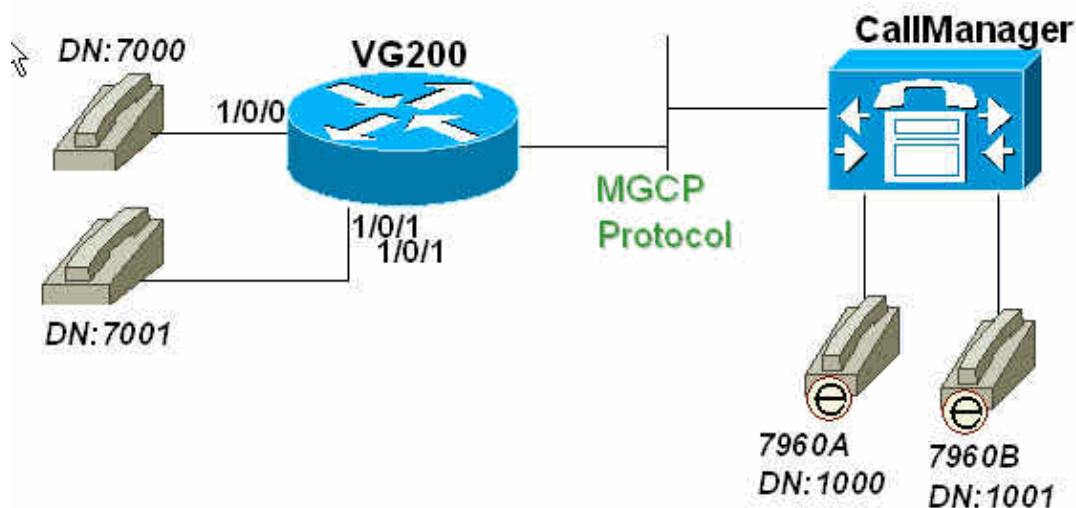 DN:7000
VG200
CallManager
1/0/0
MGCP
Protocol
1/0/1
1/0/1
DN:7001
7960A
DN:1000
7960B
DN:1001
e
e